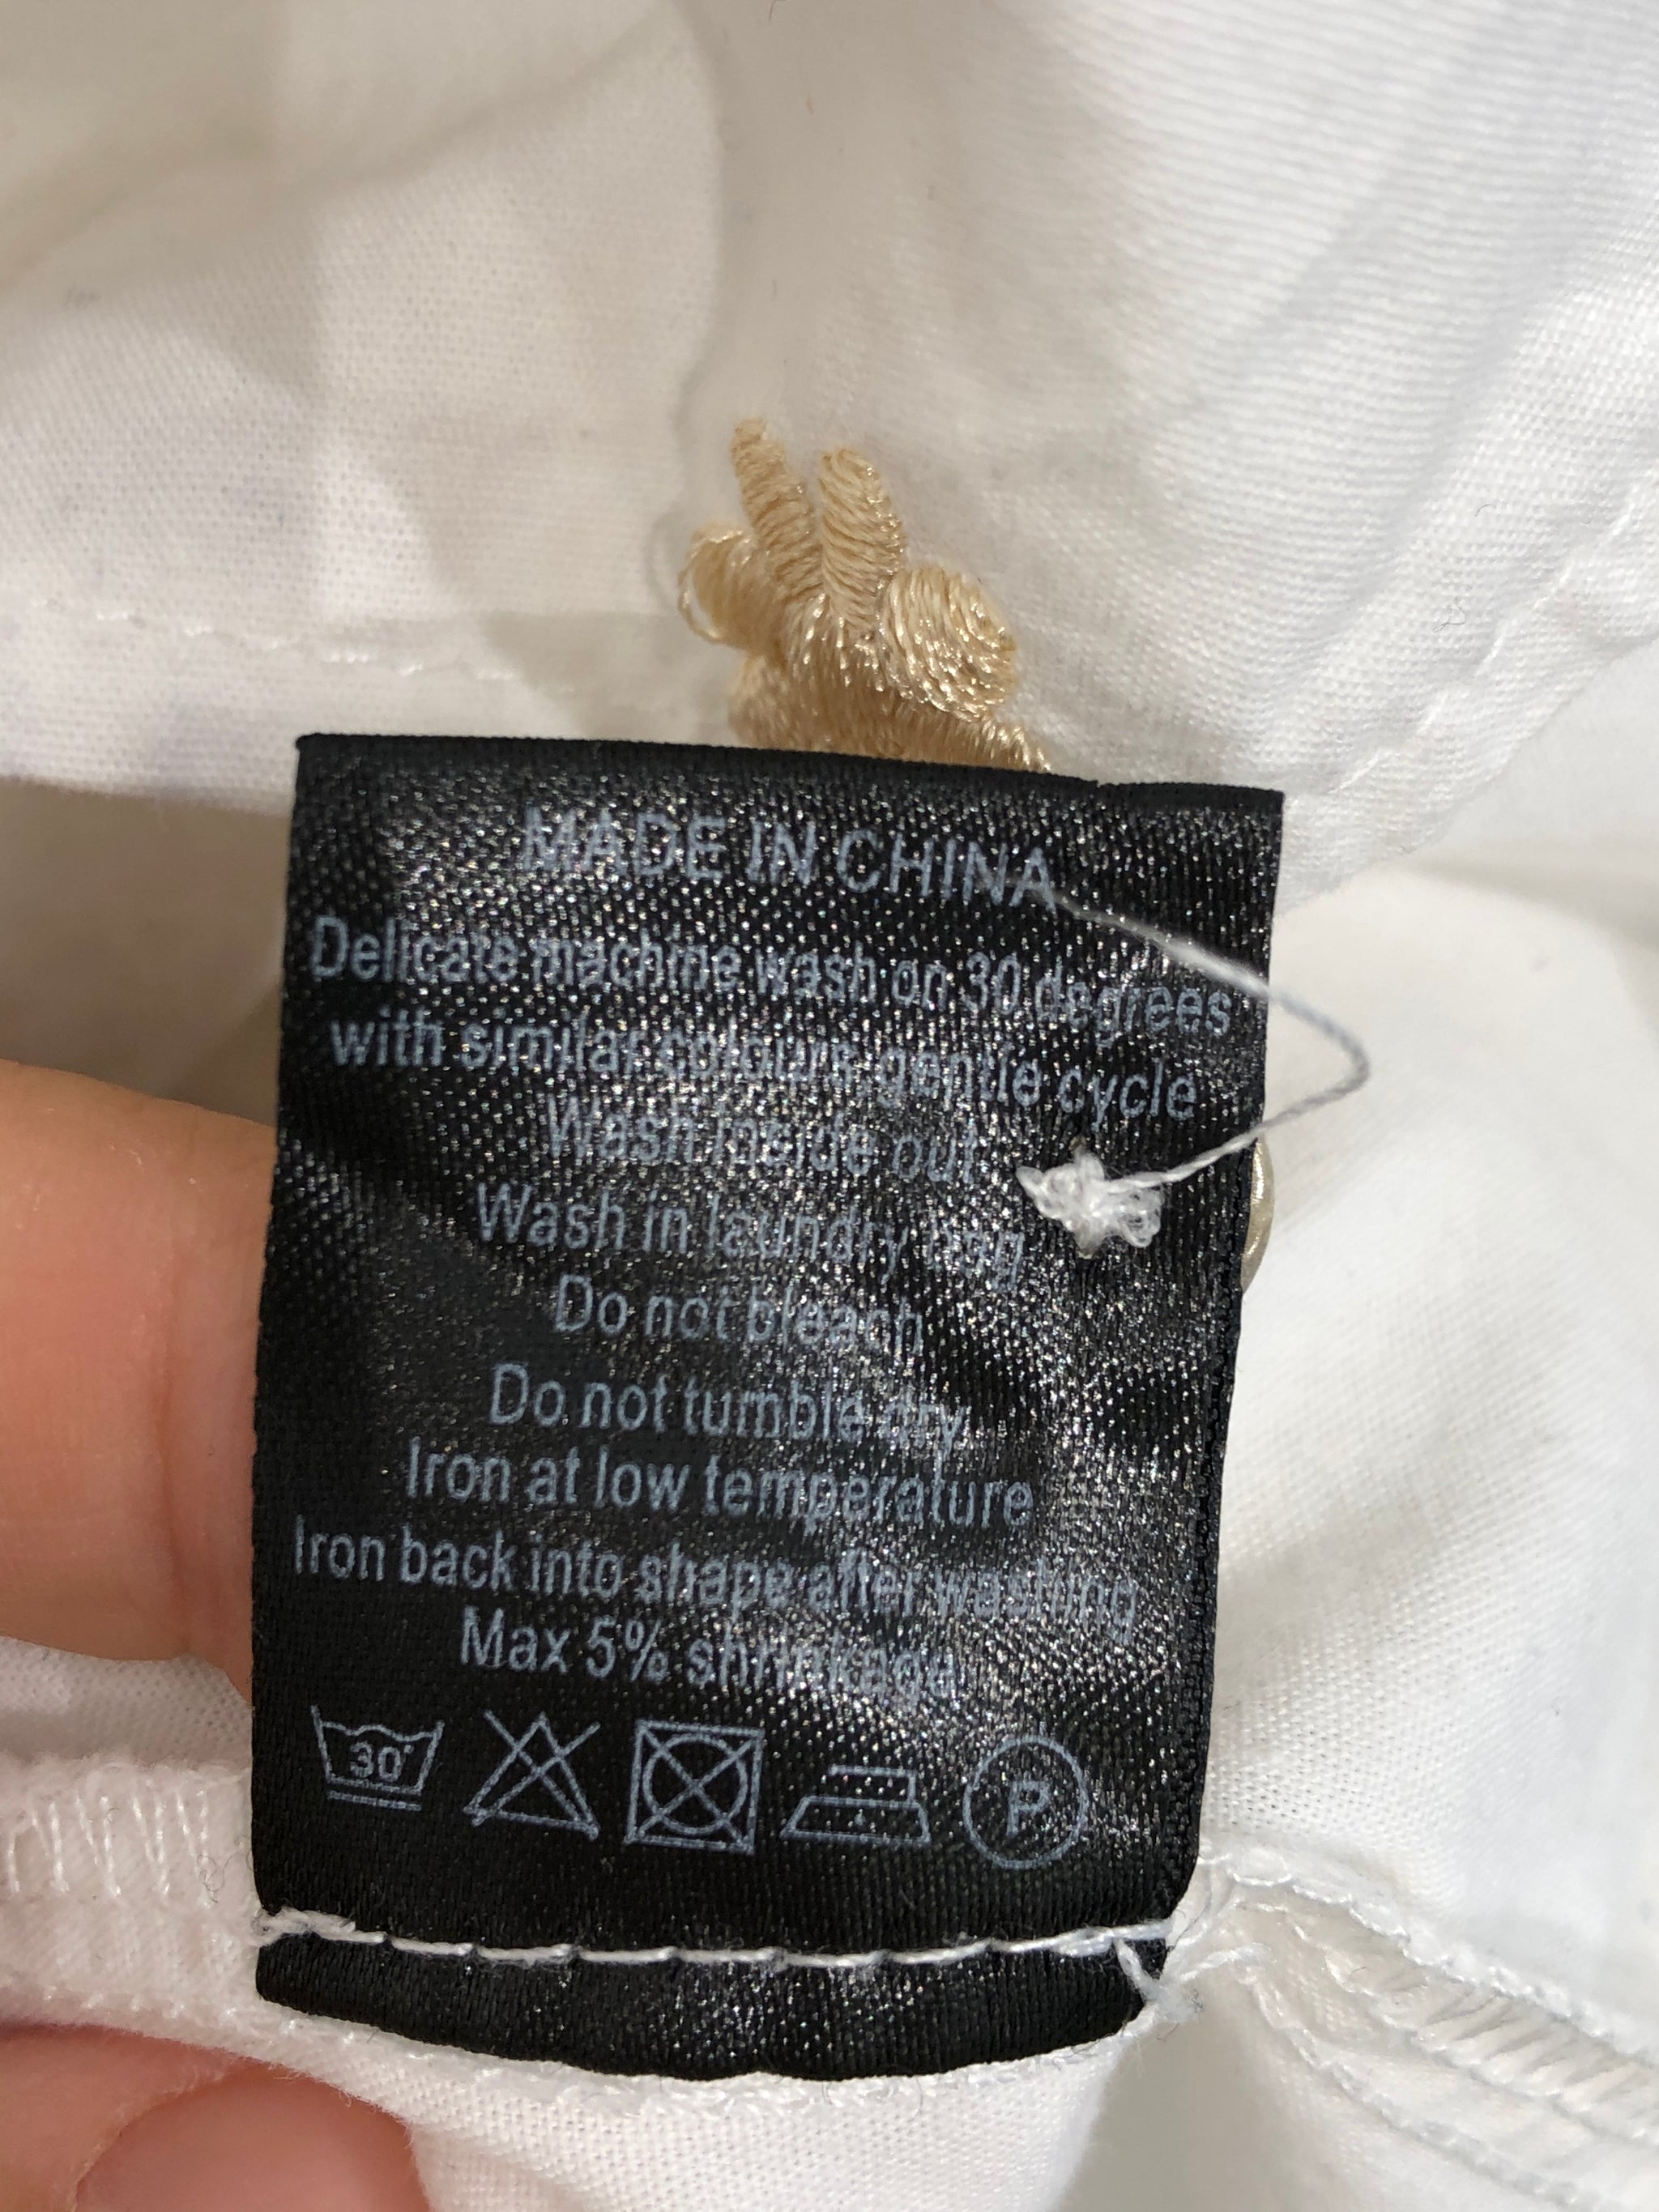 MADE IN CHINA
Delicate machine wash on 30 degrees
with similar colours gentle cycle
Wash inside out
Wash in laundry bag
Do not bleach
Do not tumble dry
Iron at low temperature
Iron back into shape after washing
Max 5% shrinkage
30° P